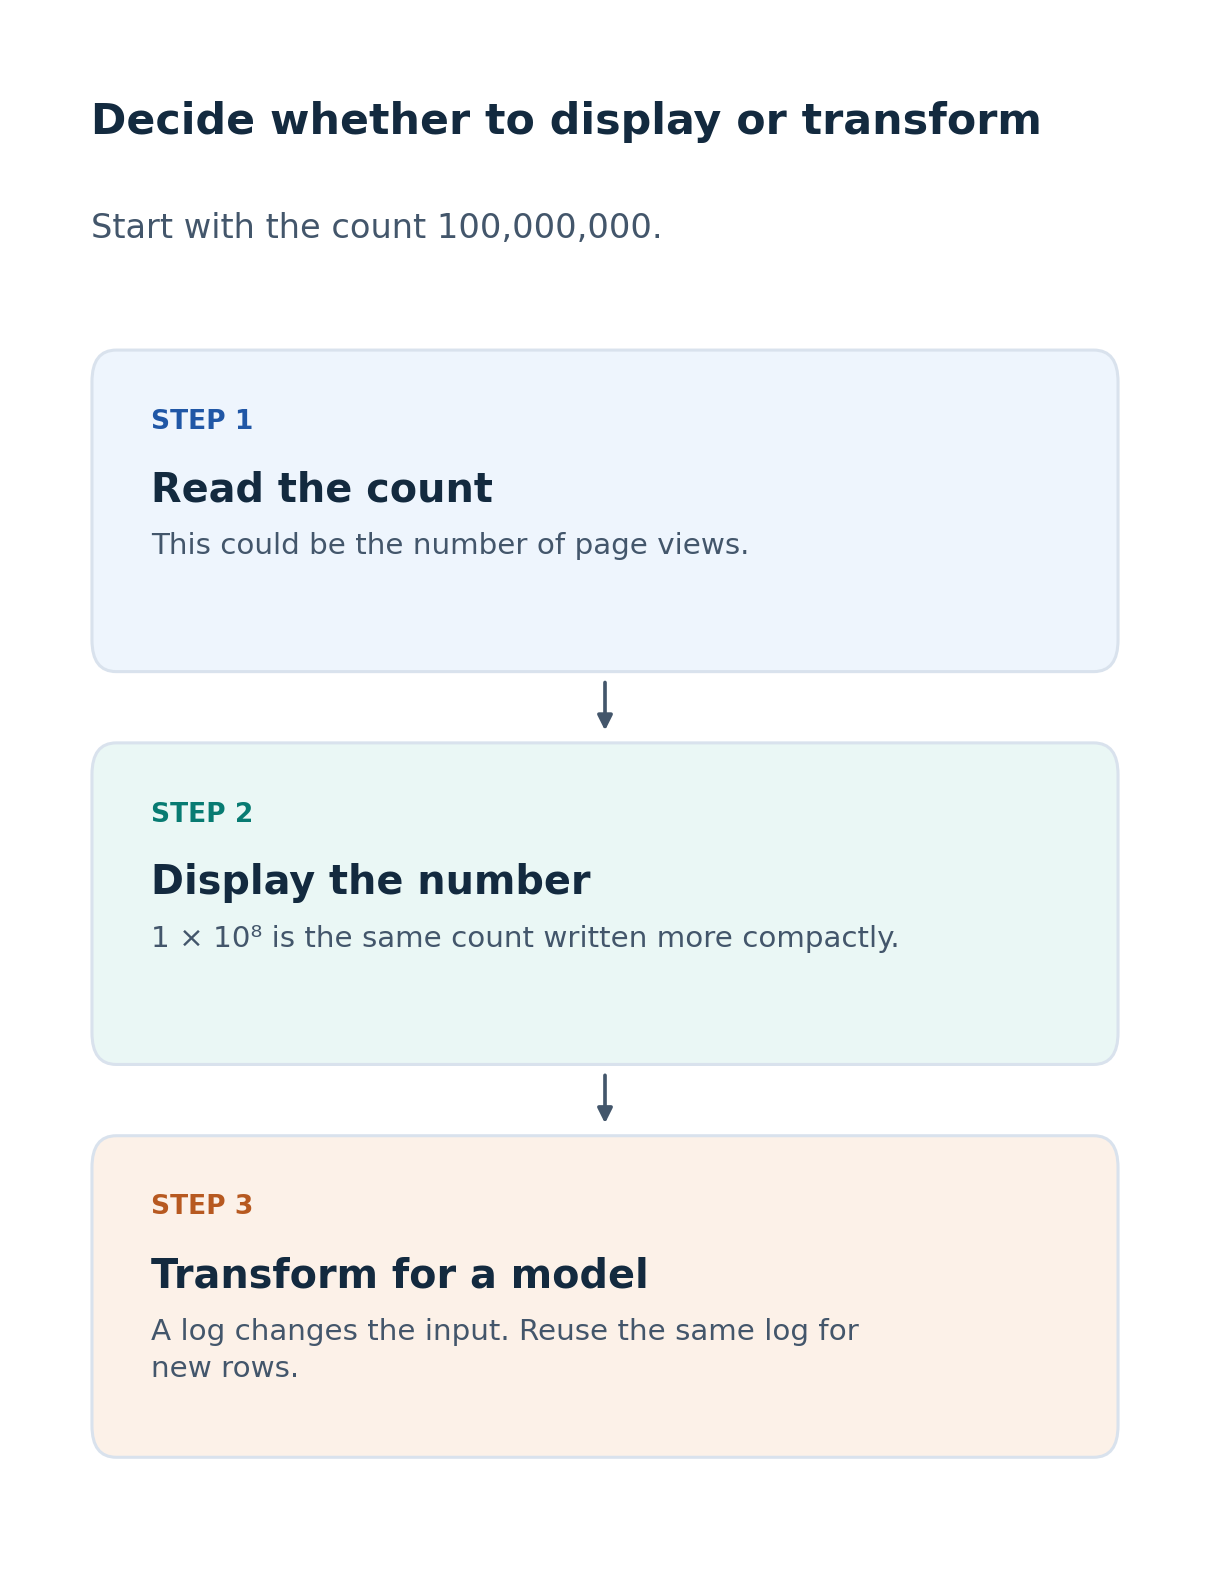 Decide whether to display or transform
Start with the count 100,000,000.
STEP 1
Read the count
This could be the number of page views.
STEP 2
Display the number
1 × 10⁸ is the same count written more compactly.
STEP 3
Transform for a model
A log changes the input. Reuse the same log for
new rows.